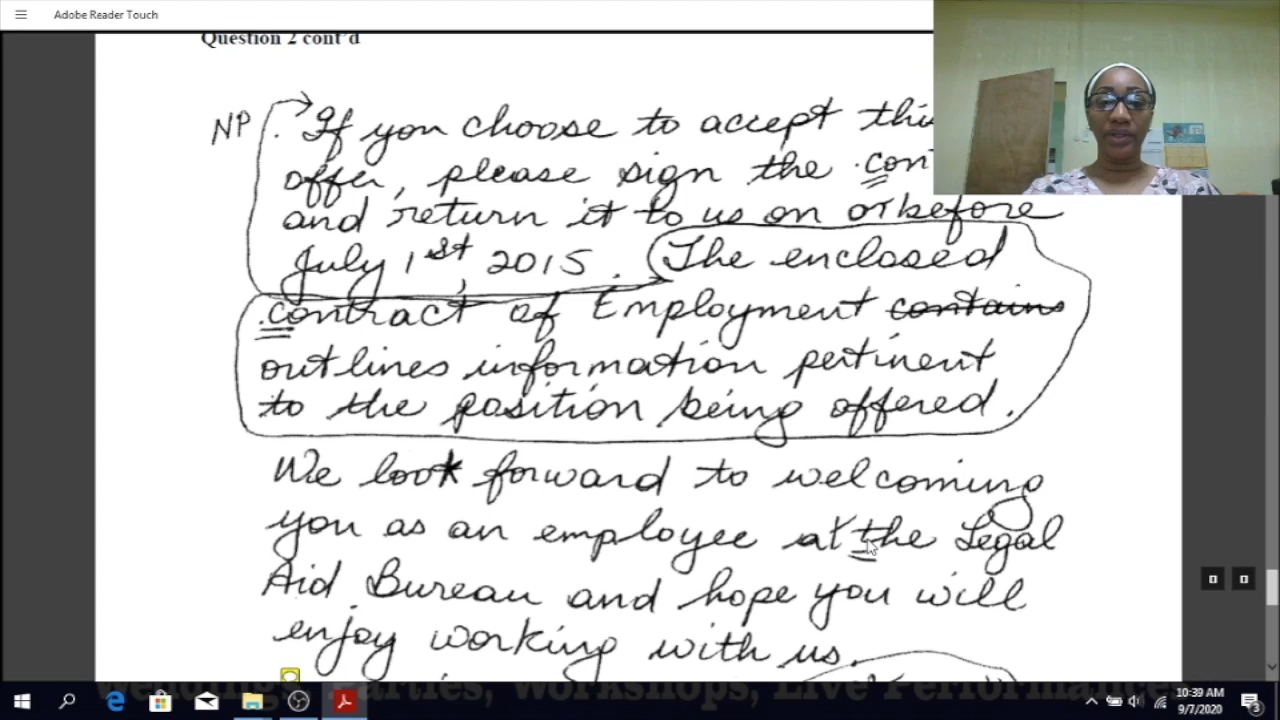 Adobe Reader Touch
Question 2 cont'd
NP
If you choose to accept
offer, please sign the
and return it to us on or before
July 1st, 2015. The enclosed
contract of Employment contains
outlines information pertinent
to the position being offered.
We look forward to welcoming
you as an employee at the Legal
Aid Bureau and hope you will
enjoy working with us.
10:39 AM
9/7/2020
3